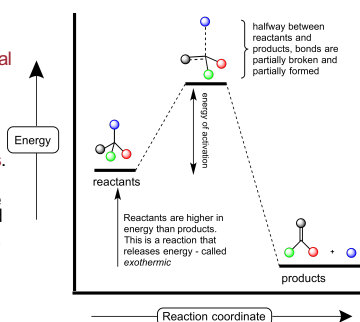 al
s.
e
d
Energy
halfway between
reactants and
products, bonds are
partially broken and
partially formed
energy of activation
reactants
Reactants are higher in
energy than products.
This is a reaction that
releases energy - called
exothermic
+
products
Reaction coordinate